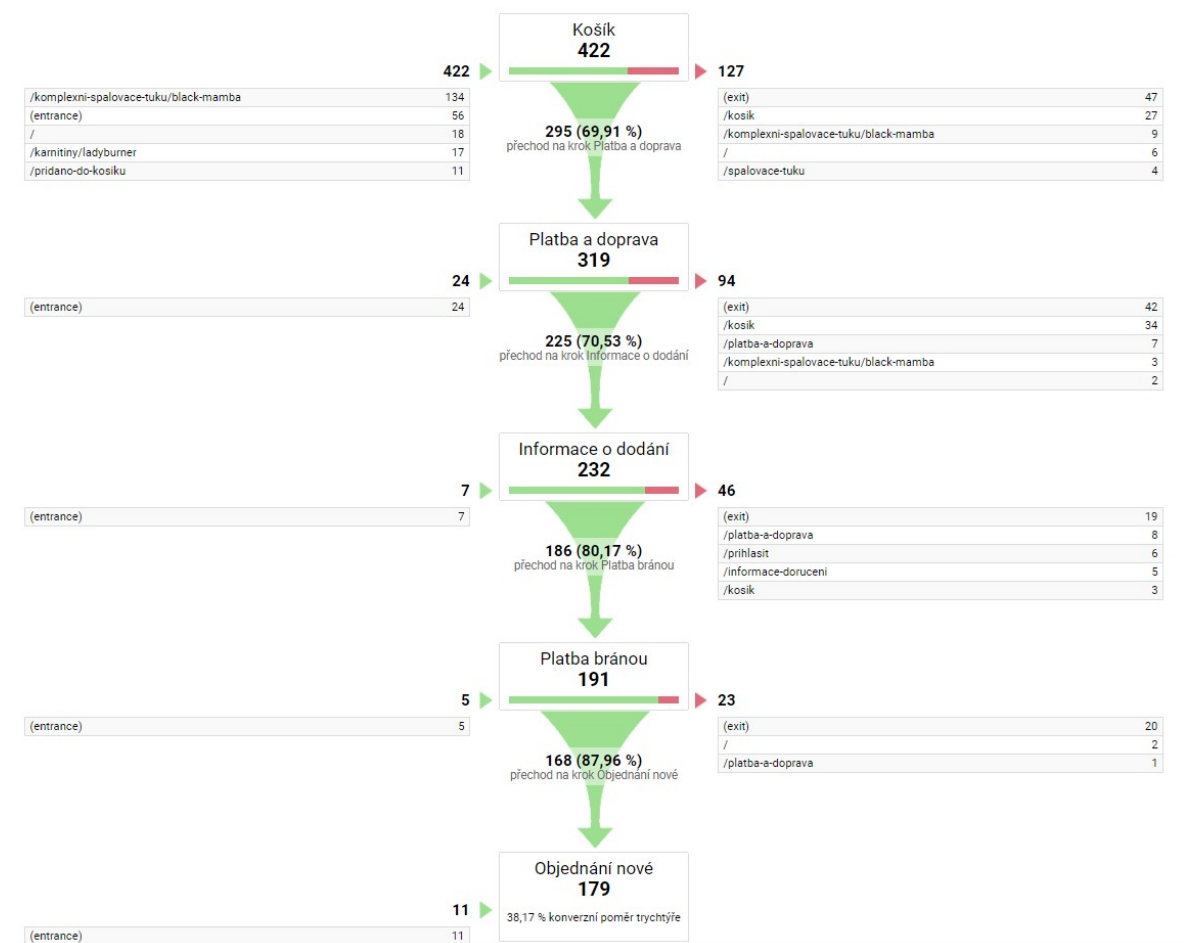 Košík
422
422
127
/komplexni-spalovace-tuku/black-mamba 134
(entrance) 56
/ 18
/karnitiny/ladyburner 17
/pridano-do-kosiku 11
295 (69,91 %)
přechod na krok Platba a doprava
(exit) 47
/kosik 27
/komplexni-spalovace-tuku/black-mamba 9
/ 6
/spalovace-tuku 4
Platba a doprava
319
24
94
(entrance) 24
225 (70,53 %)
přechod na krok Informace o dodání
(exit) 42
/kosik 34
/platba-a-doprava 7
/komplexni-spalovace-tuku/black-mamba 3
/ 2
Informace o dodání
232
7
46
(entrance) 7
186 (80,17 %)
přechod na krok Platba bránou
(exit) 19
/platba-a-doprava 8
/prihlasit 6
/informace-doruceni 5
/kosik 3
Platba bránou
191
5
23
(entrance) 5
168 (87,96 %)
přechod na krok Objednání nové
(exit) 20
/ 2
/platba-a-doprava 1
Objednání nové
179
11
38,17 % konverzní poměr trychtýře
(entrance) 11